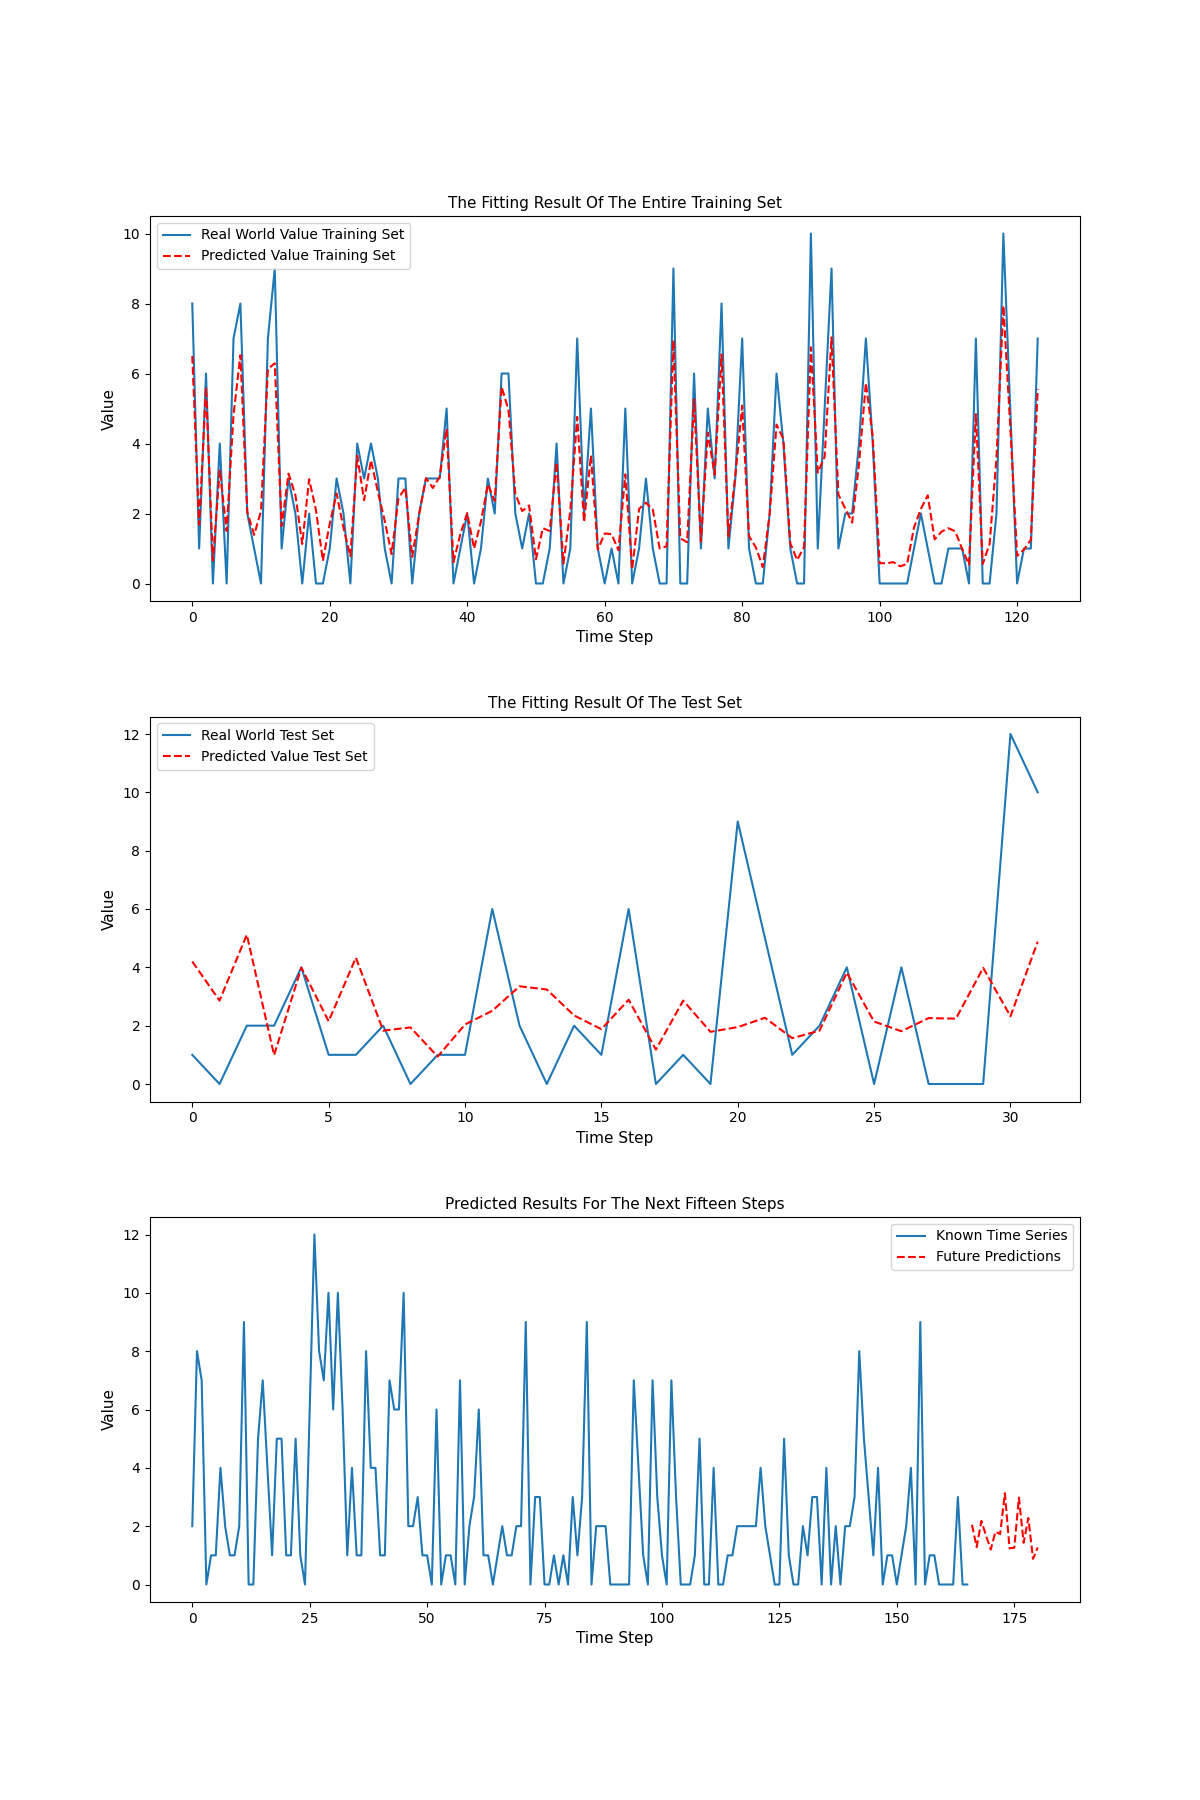 The Fitting Result Of The Entire Training Set
Real World Value Training Set
Predicted Value Training Set
Value
10
8
6
4
2
0
0 20 40 60 80 100 120
Time Step
The Fitting Result Of The Test Set
Real World Test Set
Predicted Value Test Set
Value
12
10
8
6
4
2
0
0 5 10 15 20 25 30
Time Step
Predicted Results For The Next Fifteen Steps
Known Time Series
Future Predictions
Value
12
10
8
6
4
2
0
0 25 50 75 100 125 150 175
Time Step